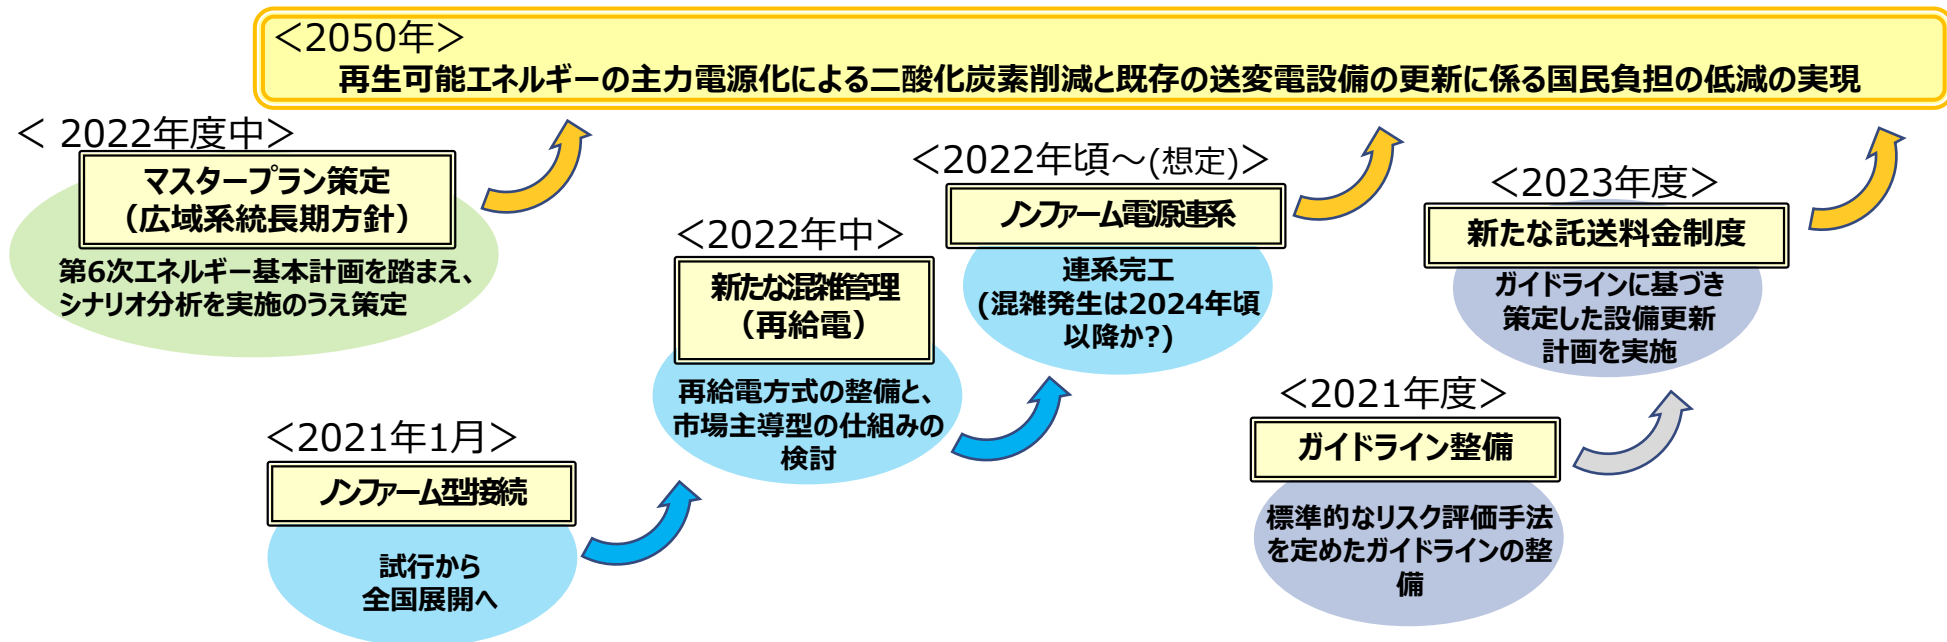 ＜2050年＞
再生可能エネルギーの主力電源化による二酸化炭素削減と既存の送変電設備の更新に係る国民負担の低減の実現
＜ 2022年度中＞
マスタープラン策定
（広域系統長期方針）
第6次エネルギー基本計画を踏まえ、
シナリオ分析を実施のうえ策定
＜2021年1月＞
ノンファーム型接続
試行から
全国展開へ
＜2022年中＞
新たな混雑管理
（再給電）
再給電方式の整備と、
市場主導型の仕組みの
検討
＜2022年頃～(想定)＞
ノンファーム電源連系
連系完工
(混雑発生は2024年頃
以降か?)
＜2021年度＞
ガイドライン整備
標準的なリスク評価手法
を定めたガイドラインの整
備
＜2023年度＞
新たな託送料金制度
ガイドラインに基づき
策定した設備更新
計画を実施